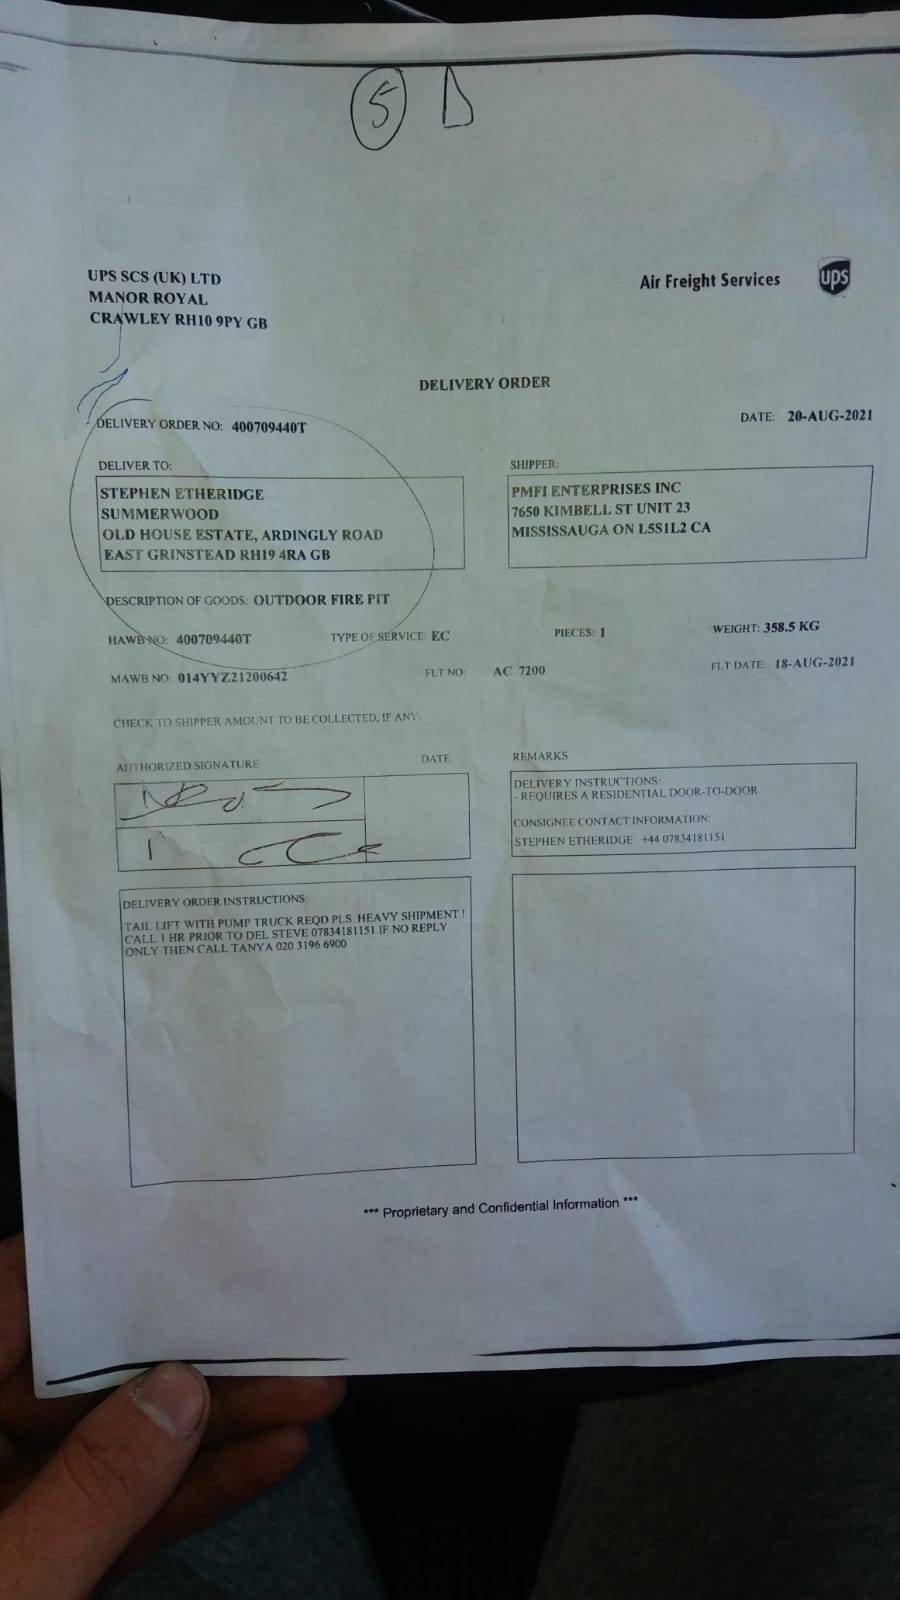 5 D
UPS SCS (UK) LTD
MANOR ROYAL
CRAWLEY RH10 9PY GB
Air Freight Services
ups
DELIVERY ORDER
DELIVERY ORDER NO: 400709440T
DATE: 20-AUG-2021
DELIVER TO:
STEPHEN ETHERIDGE
SUMMERWOOD
OLD HOUSE ESTATE, ARDINGLY ROAD
EAST GRINSTEAD RH19 4RA GB
SHIPPER:
PMFI ENTERPRISES INC
7650 KIMBELL ST UNIT 23
MISSISSAUGA ON L5S1L2 CA
DESCRIPTION OF GOODS: OUTDOOR FIRE PIT
HAWB NO: 400709440T TYPE OF SERVICE: EC PIECES: 1 WEIGHT: 358.5 KG
MAWB NO: 014YYZ21200642 FLT NO: AC 7200 FLT DATE: 18-AUG-2021
CHECK TO SHIPPER AMOUNT TO BE COLLECTED, IF ANY:
AUTHORIZED SIGNATURE DATE
REMARKS
DELIVERY INSTRUCTIONS:
- REQUIRES A RESIDENTIAL DOOR-TO-DOOR
CONSIGNEE CONTACT INFORMATION:
STEPHEN ETHERIDGE +44 07834181151
DELIVERY ORDER INSTRUCTIONS:
TAIL LIFT WITH PUMP TRUCK REQD PLS HEAVY SHIPMENT !
CALL 1 HR PRIOR TO DEL STEVE 07834181151 IF NO REPLY
ONLY THEN CALL TANYA 020 3196 6900
*** Proprietary and Confidential Information ***